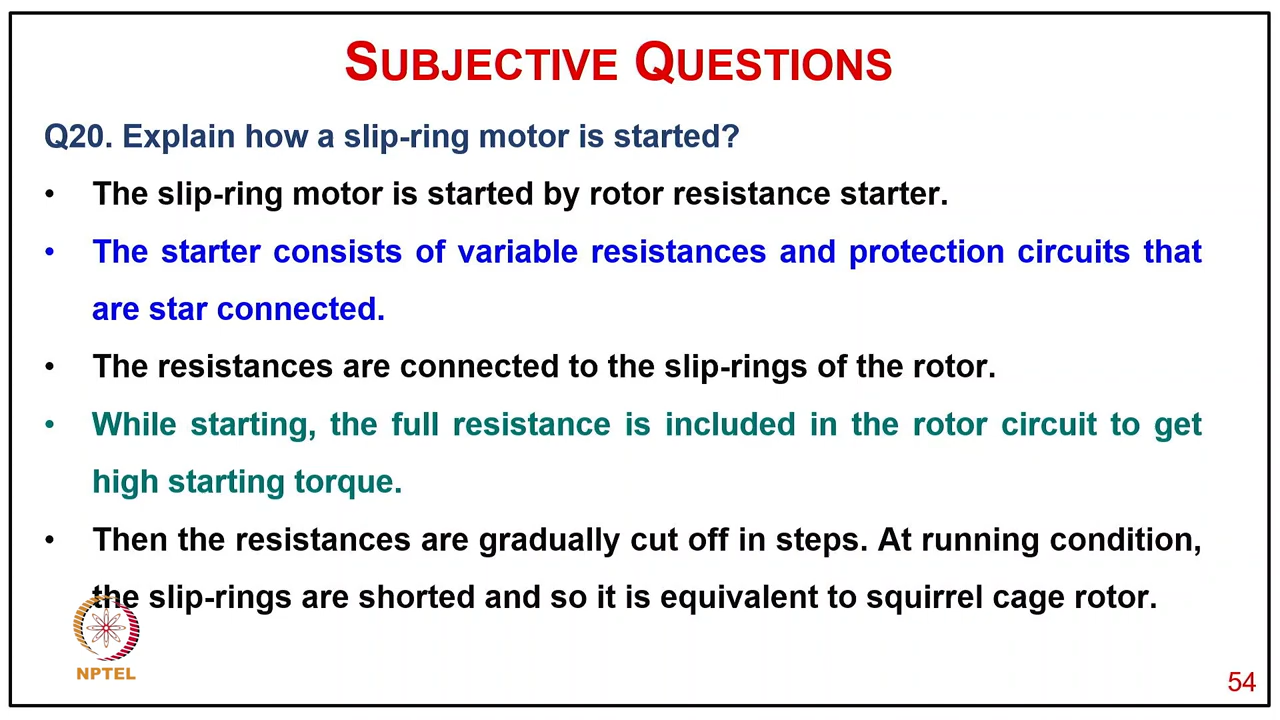 SUBJECTIVE QUESTIONS
Q20. Explain how a slip-ring motor is started?
• The slip-ring motor is started by rotor resistance starter.
• The starter consists of variable resistances and protection circuits that
are star connected.
• The resistances are connected to the slip-rings of the rotor.
• While starting, the full resistance is included in the rotor circuit to get
high starting torque.
• Then the resistances are gradually cut off in steps. At running condition,
the slip-rings are shorted and so it is equivalent to squirrel cage rotor.
NPTEL
54